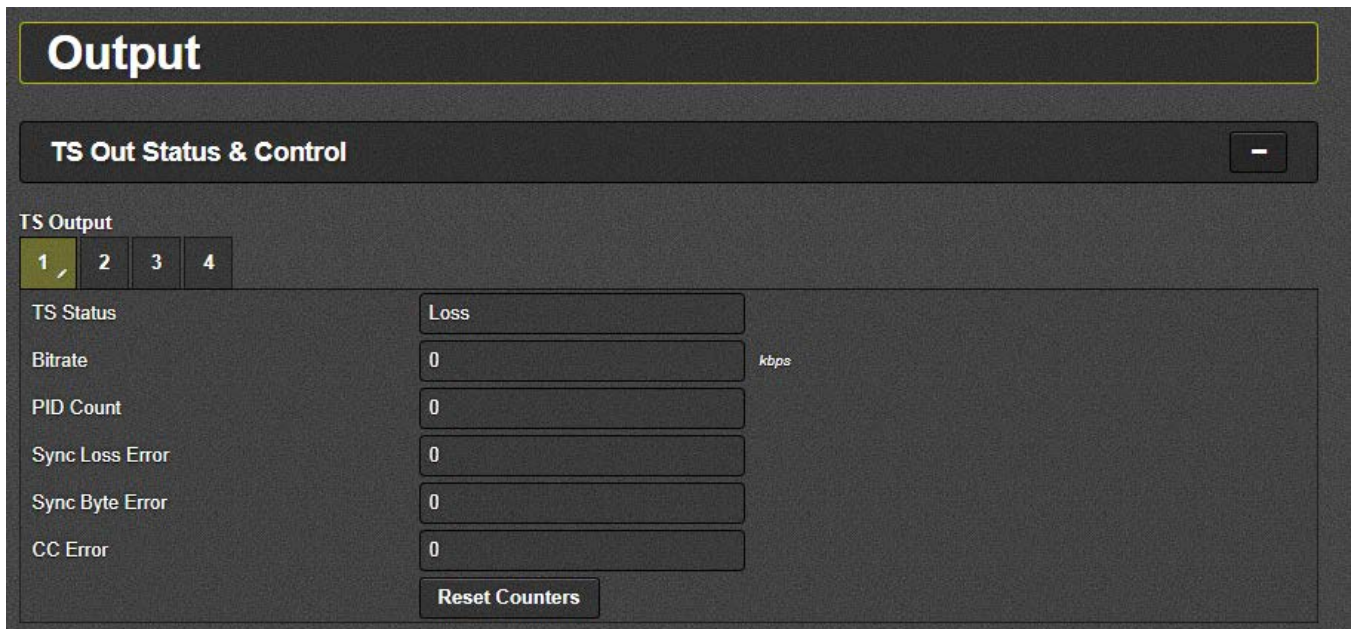 Output
TS Out Status & Control
TS Output
1 2 3 4
TS Status Loss
Bitrate 0 kbps
PID Count 0
Sync Loss Error 0
Sync Byte Error 0
CC Error 0
Reset Counters